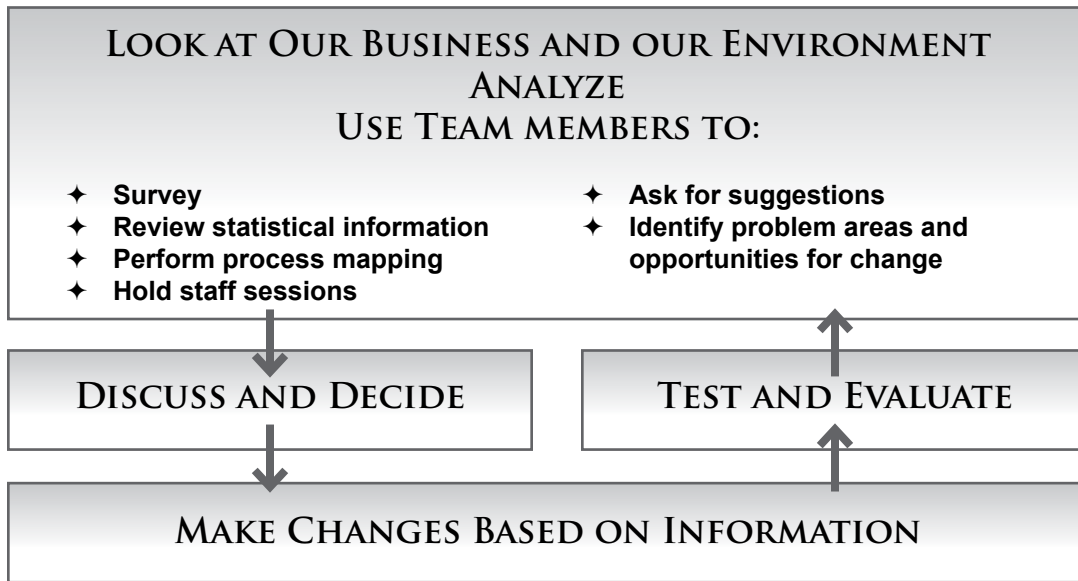 Look at Our Business and our Environment
Analyze
Use Team members to:
✦ Survey
✦ Review statistical information
✦ Perform process mapping
✦ Hold staff sessions
✦ Ask for suggestions
✦ Identify problem areas and
opportunities for change
Discuss and Decide
Test and Evaluate
Make Changes Based on Information